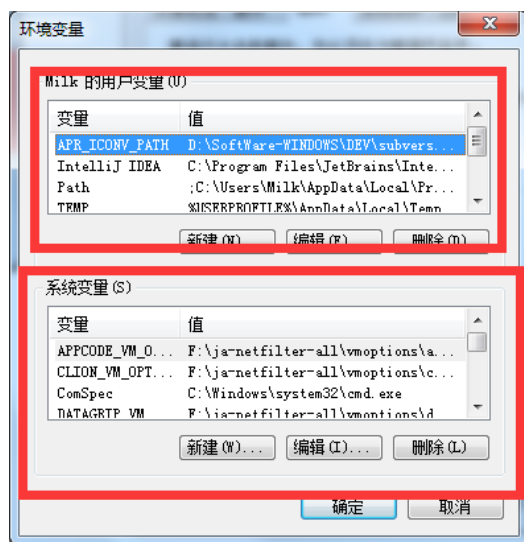 环境变量
Milk 的用户变量(U)
变量 值
APR_ICONV_PATH D:\SoftWare-WINDOWS\DEV\subvers...
IntelliJ IDEA C:\Program Files\JetBrains\Inte...
Path ;C:\Users\Milk\AppData\Local\Pr...
TEMP %USERPROFILE%\AppData\Local\Temp
新建(N)... 编辑(E)... 删除(D)
系统变量(S)
变量 值
APPCODE_VM_O... F:\ja-netfilter-all\vmoptions\a...
CLION_VM_OPT... F:\ja-netfilter-all\vmoptions\c...
ComSpec C:\Windows\system32\cmd.exe
DATAGRIP_VM F:\ja-netfilter-all\vmoptions\d
新建(W)... 编辑(I)... 删除(L)
确定 取消